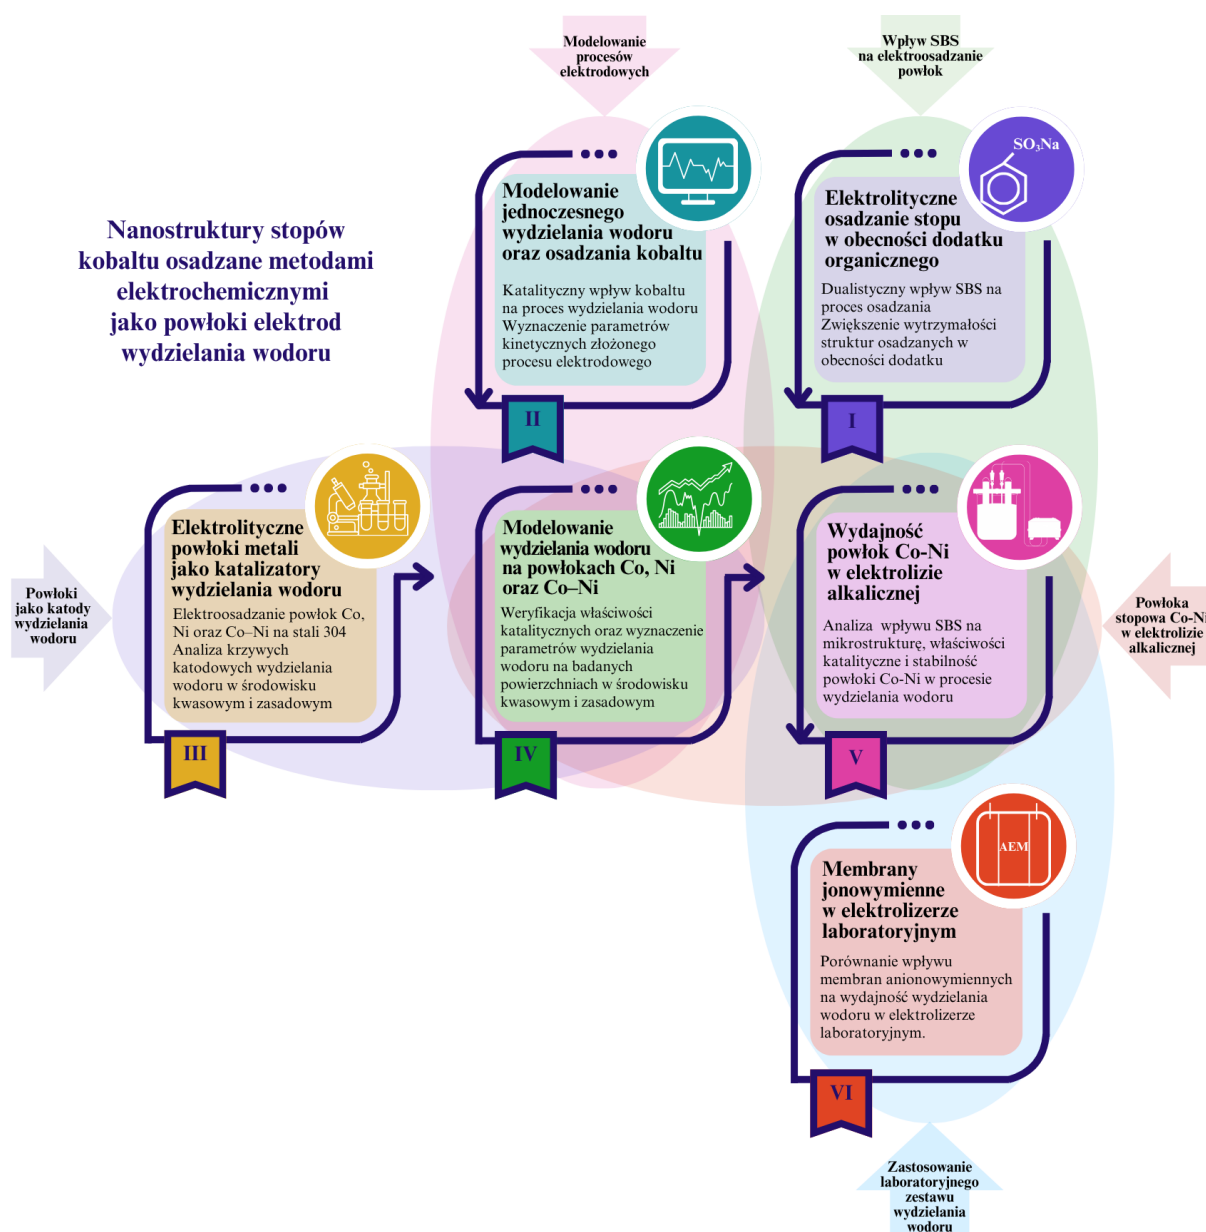 Modelowanie
procesów
elektrodowych
Wpływ SBS
na elektroosadzanie
powłok
Nanostruktury stopów
kobaltu osadzane metodami
elektrochemicznymi
jako powłoki elektrod
wydzielania wodoru
Modelowanie
jednoczesnego
wydzielania wodoru
oraz osadzania kobaltu
Katalityczny wpływ kobaltu
na proces wydzielania wodoru
Wyznaczenie parametrów
kinetycznych złożonego
procesu elektrodowego
II
SO₃Na
Elektrolityczne
osadzanie stopu
w obecności dodatku
organicznego
Dualistyczny wpływ SBS na
proces osadzania
Zwiększenie wytrzymałości
struktur osadzanych w
obecności dodatku
I
Powłoki
jako katody
wydzielania
wodoru
Elektrolityczne
powłoki metali
jako katalizatory
wydzielania wodoru
Elektroosadzanie powłok Co,
Ni oraz Co–Ni na stali 304
Analiza krzywych
katodowych wydzielania
wodoru w środowisku
kwasowym i zasadowym
III
Modelowanie
wydzielania wodoru
na powłokach Co, Ni
oraz Co–Ni
Weryfikacja właściwości
katalitycznych oraz wyznaczenie
parametrów wydzielania
wodoru na badanych
powierzchniach w środowisku
kwasowym i zasadowym
IV
Wydajność
powłok Co-Ni
w elektrolizie
alkalicznej
Analiza wpływu SBS na
mikrostrukturę, właściwości
katalityczne i stabilność
powłoki Co-Ni w procesie
wydzielania wodoru
V
Powłoka
stopowa Co-Ni
w elektrolizie
alkalicznej
AEM
Membrany
jonowymienne
w elektrolizerze
laboratoryjnym
Porównanie wpływu
membran anionowymiennych
na wydajność wydzielania
wodoru w elektrolizerze
laboratoryjnym.
VI
Zastosowanie
laboratoryjnego
zestawu
wydzielania
wodoru